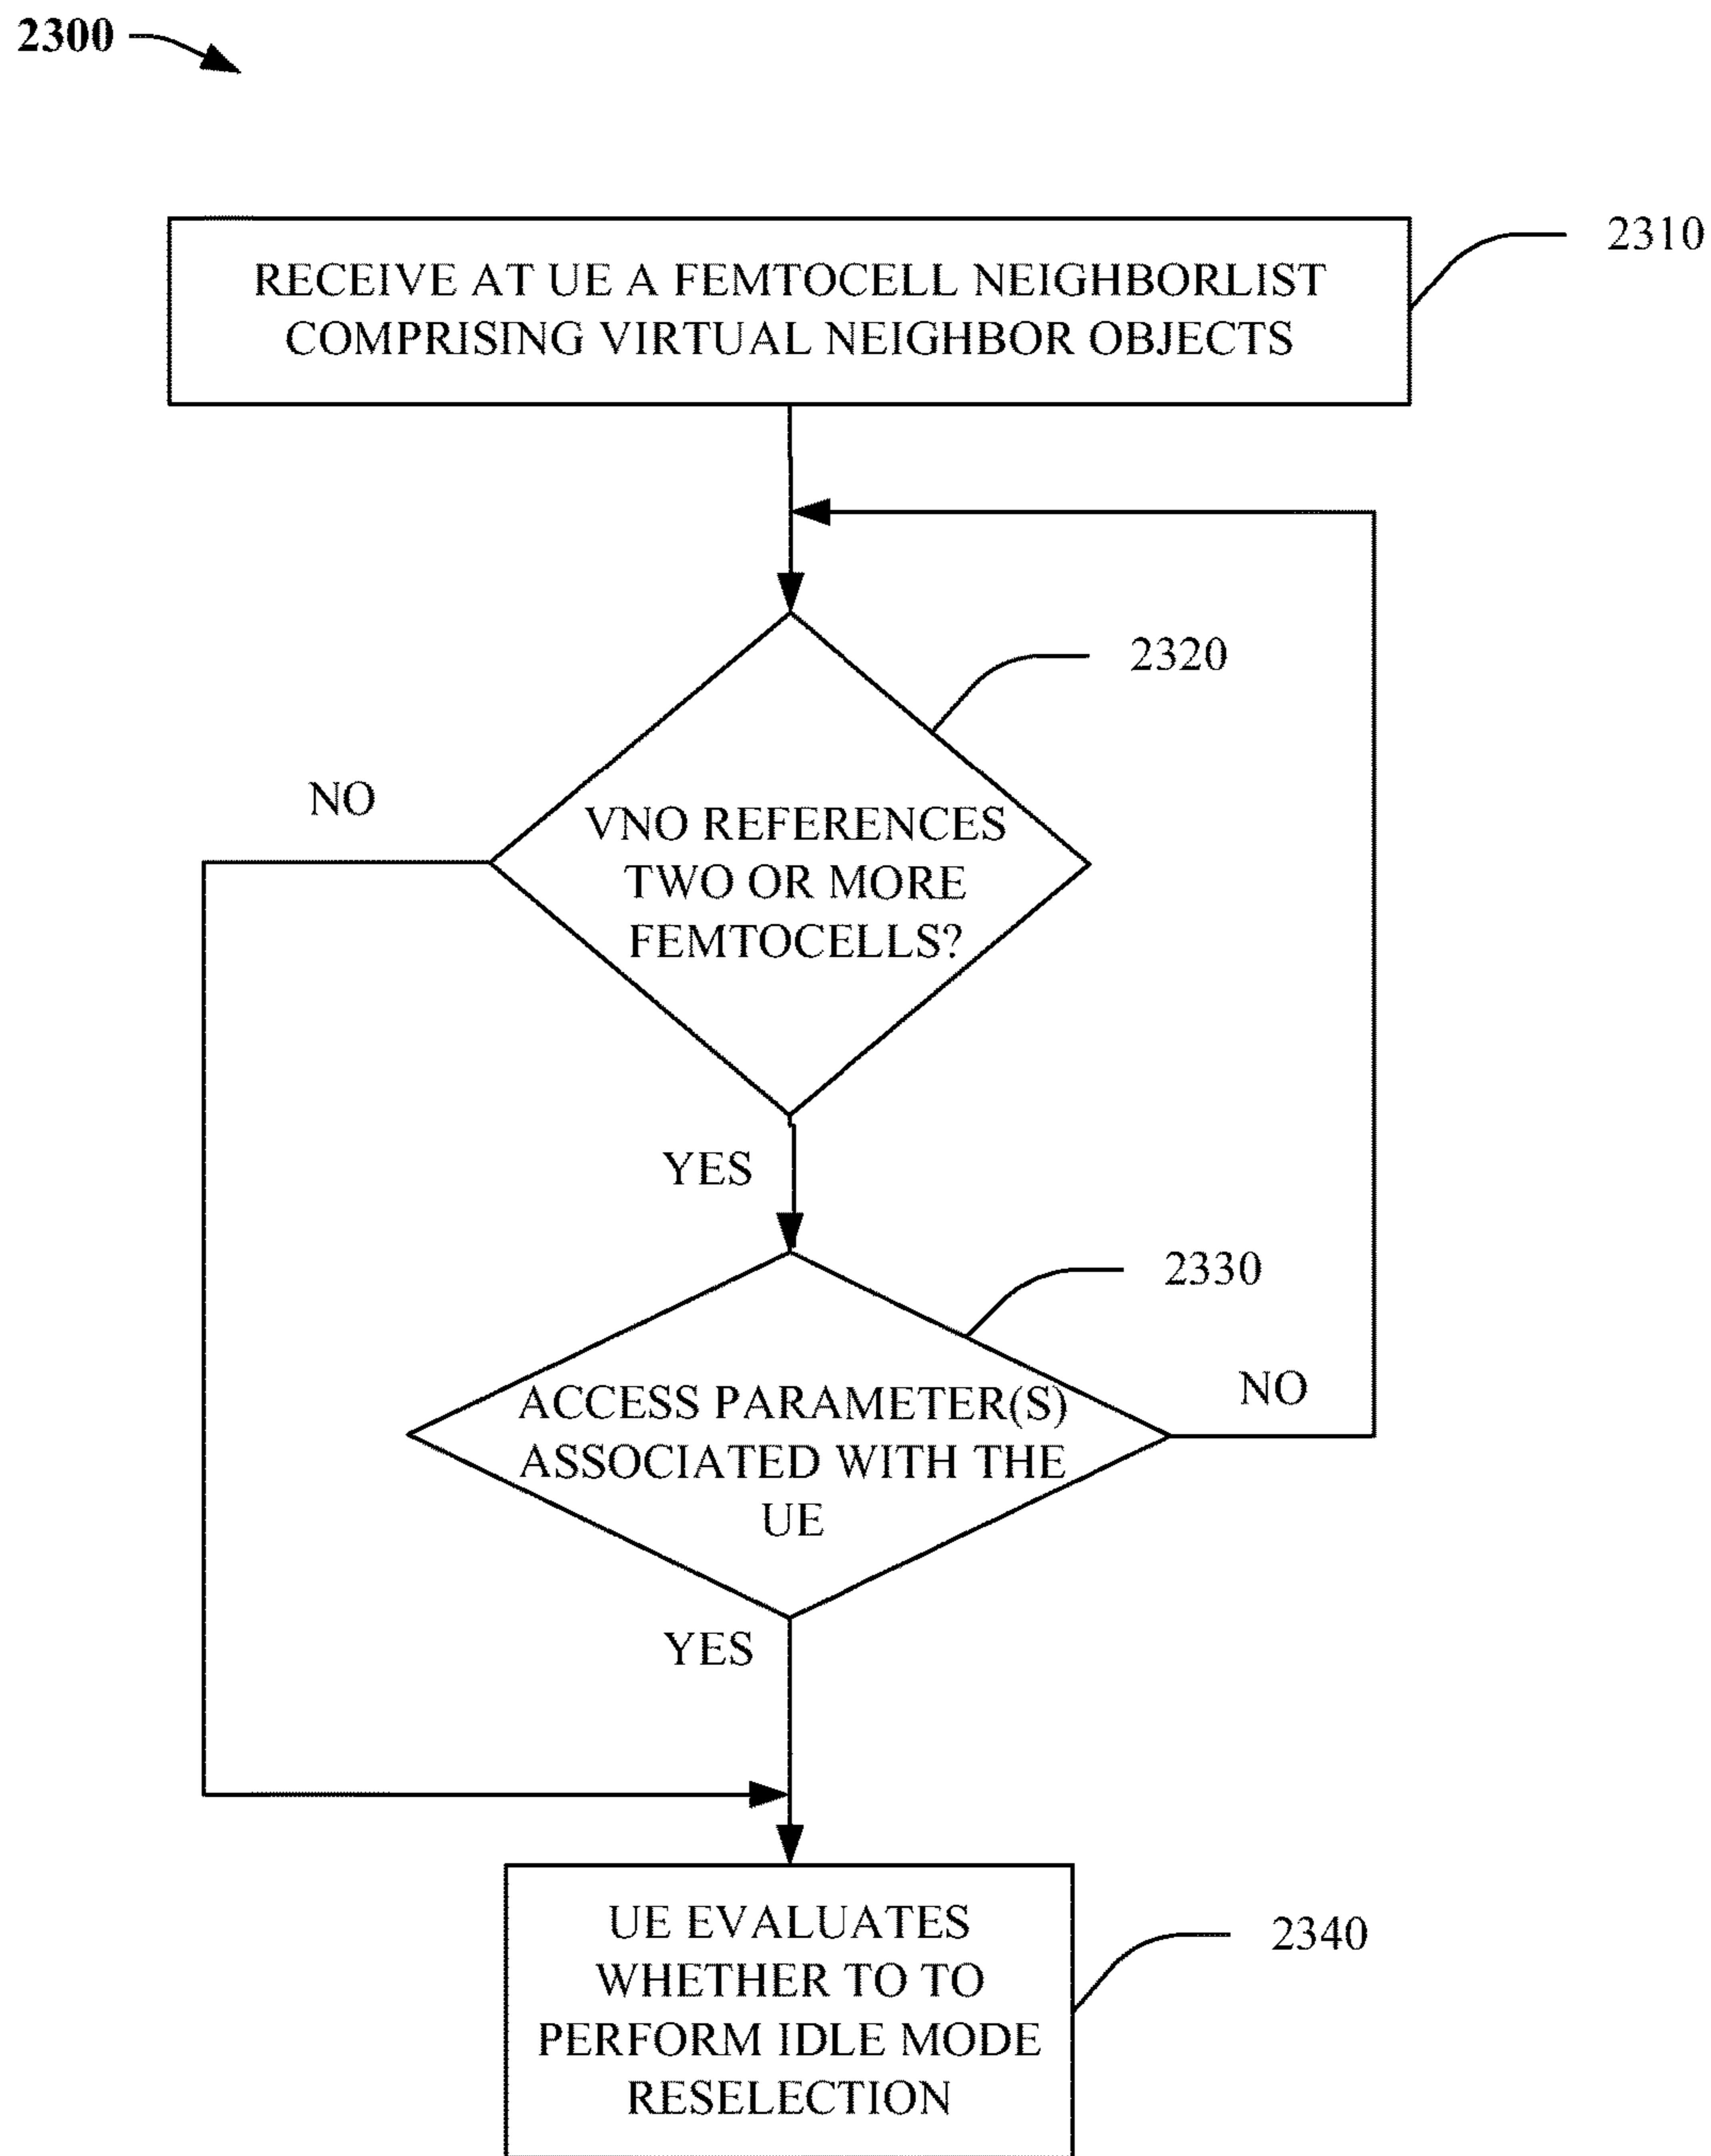 2300
RECEIVE AT UE A FEMTOCELL NEIGHBORLIST
COMPRISING VIRTUAL NEIGHBOR OBJECTS
2310
2320
NO
VNO REFERENCES
TWO OR MORE
FEMTOCELLS?
YES
2330
NO
ACCESS PARAMETER(S)
ASSOCIATED WITH THE
UE
YES
UE EVALUATES
WHETHER TO TO
PERFORM IDLE MODE
RESELECTION
2340